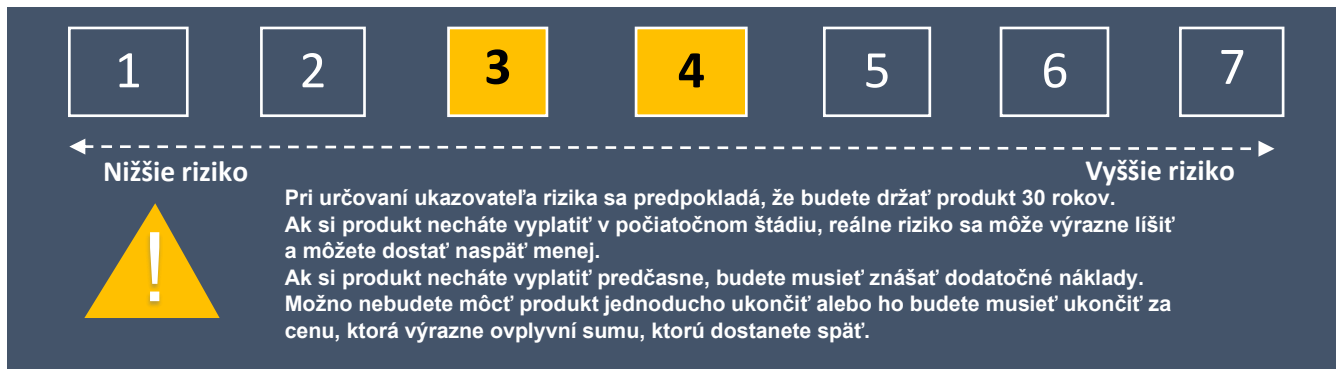 1 2 3 4 5 6 7
Nižšie riziko Vyššie riziko
!
Pri určovaní ukazovateľa rizika sa predpokladá, že budete držať produkt 30 rokov.
Ak si produkt necháte vyplatiť v počiatočnom štádiu, reálne riziko sa môže výrazne líšiť
a môžete dostať naspäť menej.
Ak si produkt necháte vyplatiť predčasne, budete musieť znášať dodatočné náklady.
Možno nebudete môcť produkt jednoducho ukončiť alebo ho budete musieť ukončiť za
cenu, ktorá výrazne ovplyvní sumu, ktorú dostanete späť.